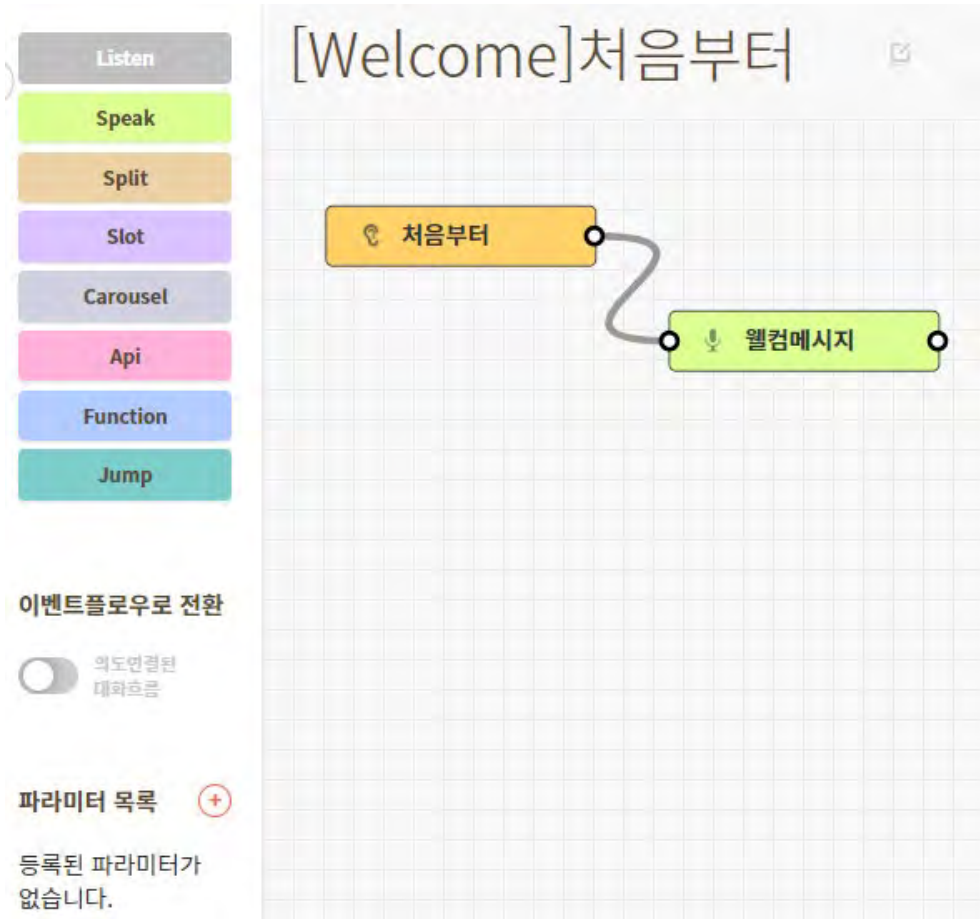 [Welcome]처음부터
Listen
Speak
Split
Slot
Carousel
Api
Function
Jump
처음부터
웰컴메시지
이벤트플로우로 전환
의도연결된
대화흐름
파라미터 목록
등록된 파라미터가
없습니다.